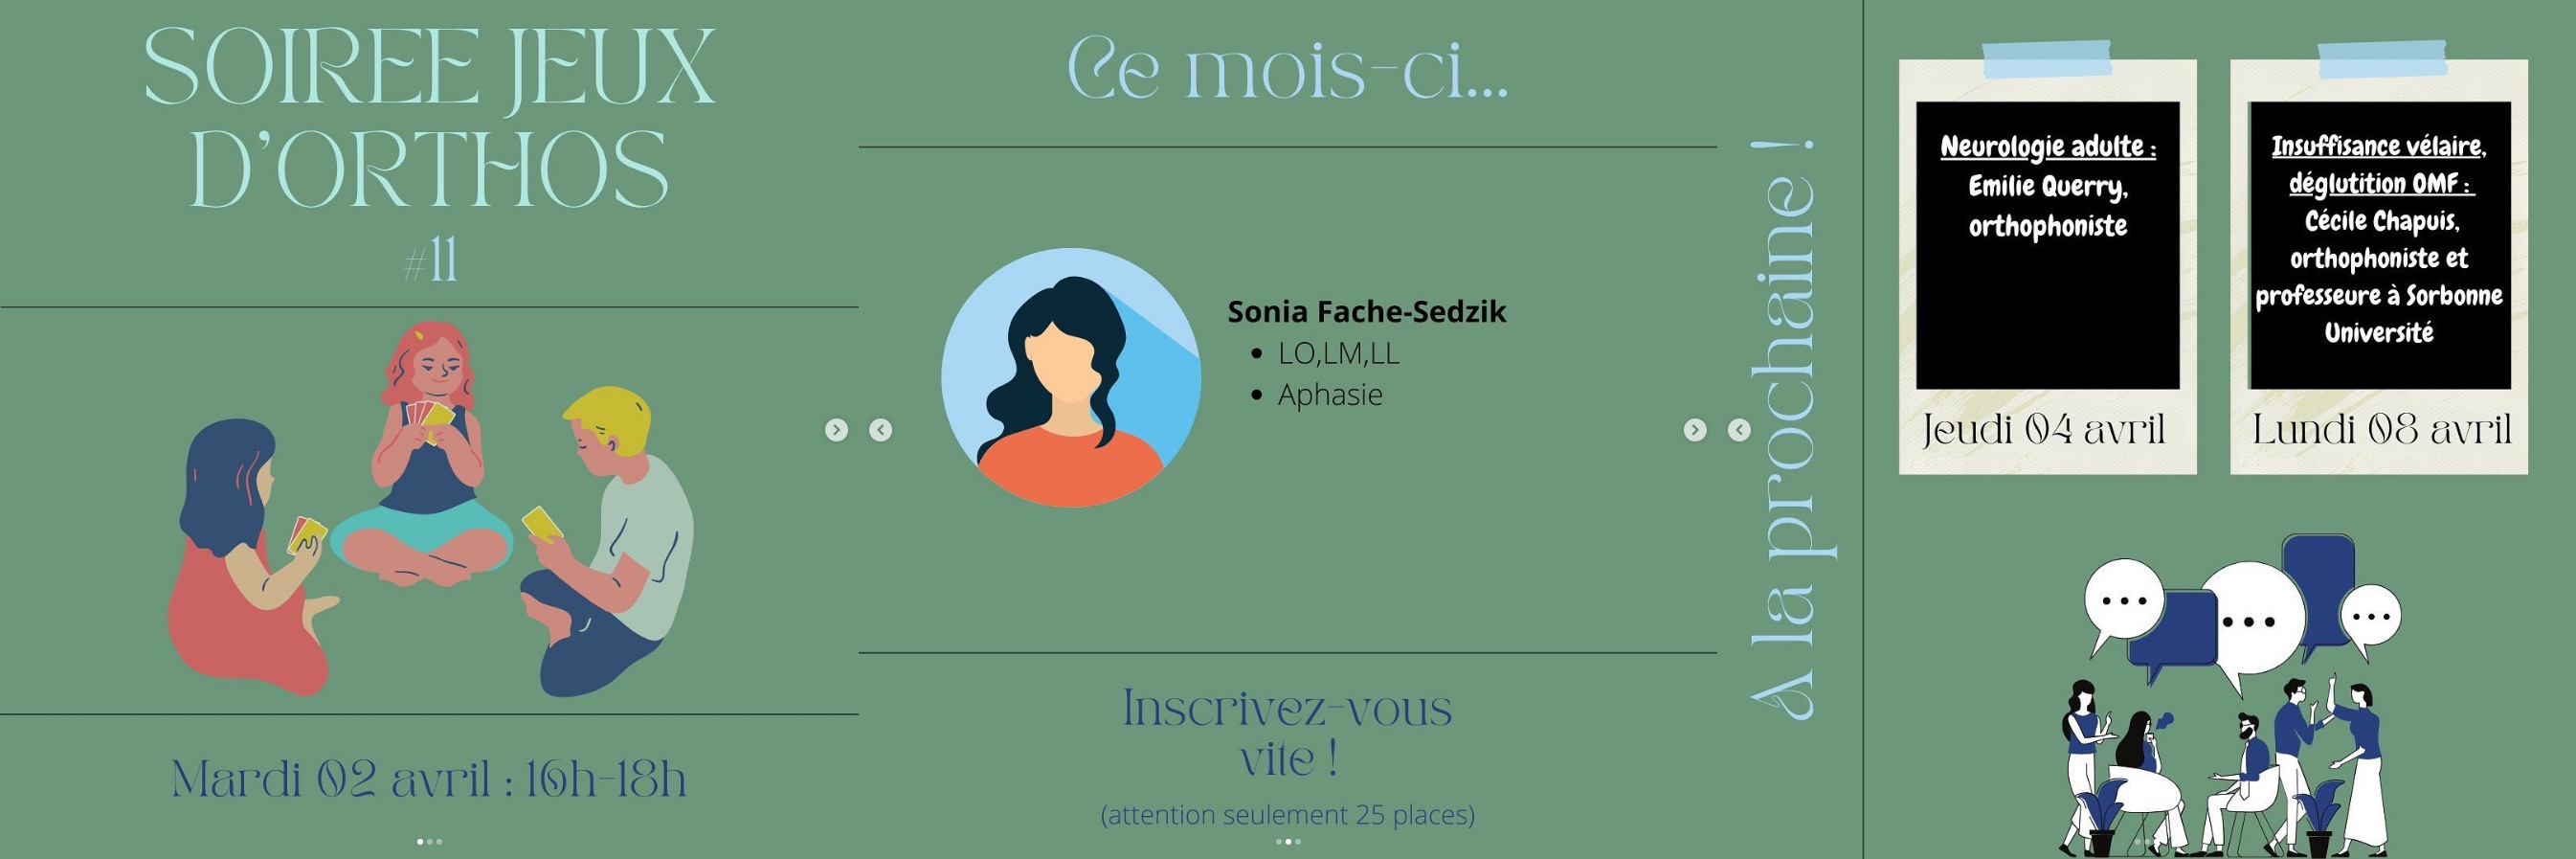 SOIREE JEUX
D'ORTHOS
#11
Mardi 02 avril : 16h-18h
Ce mois-ci...
Sonia Fache-Sedzik
• LO,LM,LL
• Aphasie
Inscrivez-vous
vite !
(attention seulement 25 places)
A la prochaine !
Neurologie adulte :
Emilie Querry,
orthophoniste
Jeudi 04 avril
Insuffisance vélaire,
déglutition OMF :
Cécile Chapuis,
orthophoniste et
professeure à Sorbonne
Université
Lundi 08 avril